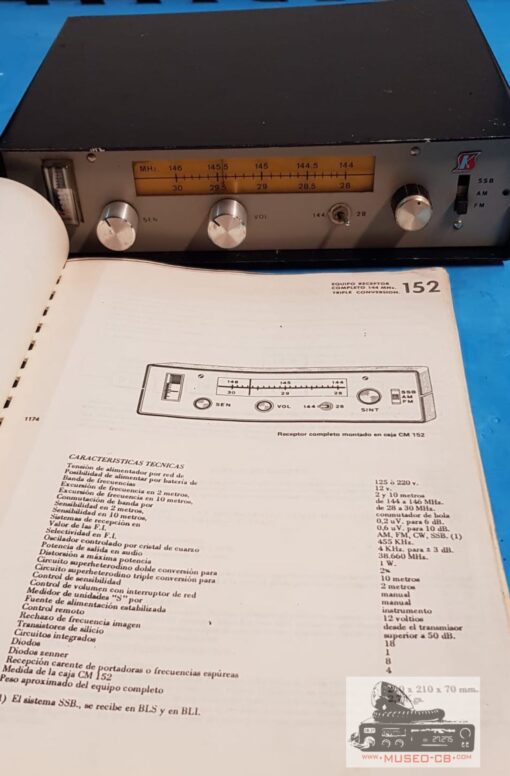 MHz 146 145.5 145 144.5 144
30 29.5 29 28.5 28
SSB
AM
FM
SEN
VOL
144
28
EQUIPO RECEPTOR
COMPLETO 144 MHz.
TRIPLE CONVERSION.
152
146 145 144
30 29 28
SEN
VOL
144
28
SINT
SSB
AM
FM
Receptor completo montado en caja CM 152
1174
CARACTERISTICAS TECNICAS
Tensión de alimentador por red de
Posibilidad de alimentar por batería de
Banda de frecuencias
Excursión de frecuencia en 2 metros,
Excursión de frecuencia en 10 metros,
Conmutación de banda por
Sensibilidad en 2 metros,
Sensibilidad en 10 metros,
Sistemas de recepción en
Valor de las F.I.
Selectividad en F.I.
Oscilador controlado por cristal de cuarzo
Potencia de salida en audio
Distorsión a máxima potencia
Circuito superheterodino doble conversión para
Circuito superheterodino triple conversión para
Control de sensibilidad
Control de volumen con interruptor de red
Medidor de unidades "S" por
Fuente de alimentación estabilizada
Control remoto
Rechazo de frecuencia imagen
Transistores de silicio
Circuitos integrados
Diodos
Diodos senner
Recepción carente de portadoras o frecuencias espúreas
Medida de la caja CM 152
Peso aproximado del equipo completo
125 ó 220 v.
12 v.
2 y 10 metros
de 144 a 146 MHz.
de 28 a 30 MHz.
conmutador de bola
0,2 uV. para 6 dB.
0,6 uV. para 10 dB.
AM, FM, CW, SSB. (1)
455 KHz.
4 KHz. para ± 3 dB.
38.660 MHz.
1 W.
2%
10 metros
2 metros
manual
manual
instrumento
12 voltios
desde el transmisor
superior a 50 dB.
18
1
8
4
x 210 x 70 mm.
1) El sistema SSB., se recibe en BLS y en BLI.
WWW.MUSEO-CB.COM